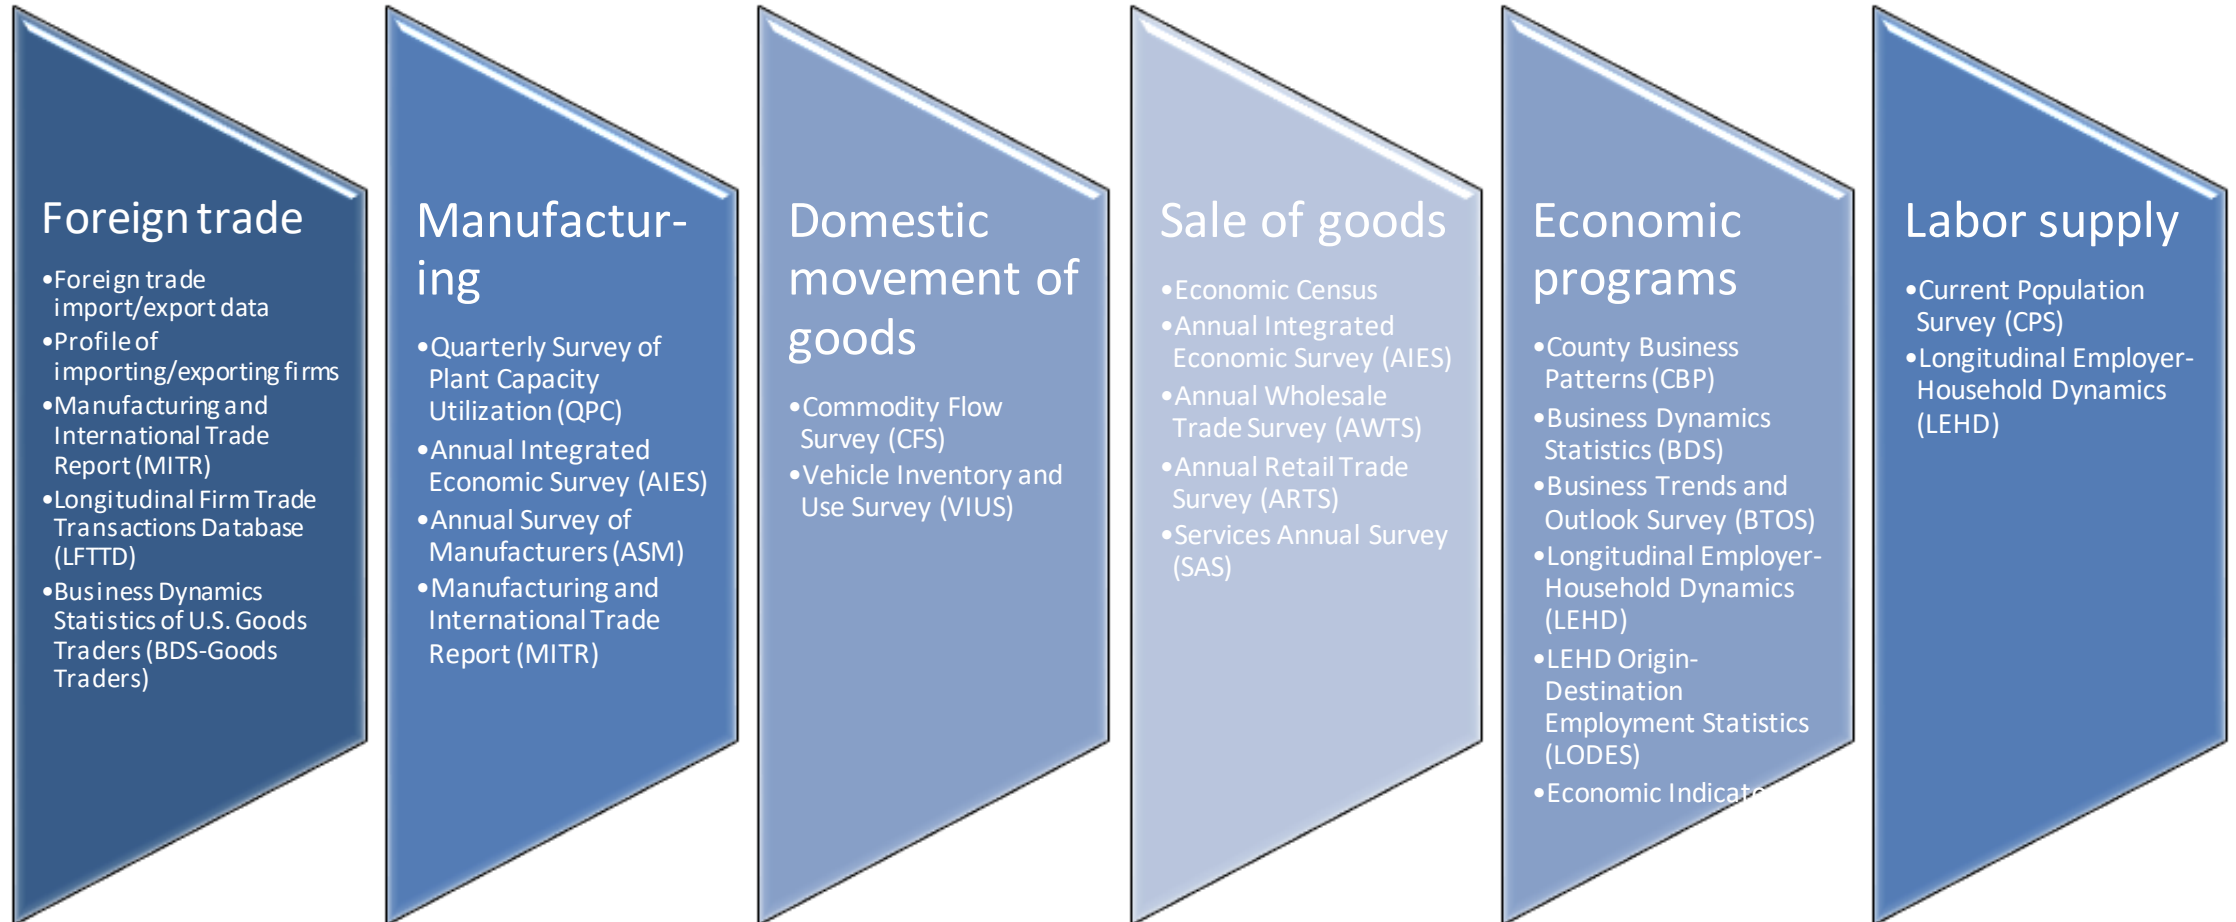 Foreign trade
•Foreign trade
import/export data
•Profile of
importing/exporting firms
•Manufacturing and
International Trade
Report (MITR)
•Longitudinal Firm Trade
Transactions Database
(LFTTD)
•Business Dynamics
Statistics of U.S. Goods
Traders (BDS-Goods
Traders)
Manufactur-
ing
•Quarterly Survey of
Plant Capacity
Utilization (QPC)
•Annual Integrated
Economic Survey (AIES)
•Annual Survey of
Manufacturers (ASM)
•Manufacturing and
International Trade
Report (MITR)
Domestic
movement of
goods
•Commodity Flow
Survey (CFS)
•Vehicle Inventory and
Use Survey (VIUS)
Sale of goods
•Economic Census
•Annual Integrated
Economic Survey (AIES)
•Annual Wholesale
Trade Survey (AWTS)
•Annual Retail Trade
Survey (ARTS)
•Services Annual Survey
(SAS)
Economic
programs
•County Business
Patterns (CBP)
•Business Dynamics
Statistics (BDS)
•Business Trends and
Outlook Survey (BTOS)
•Longitudinal Employer-
Household Dynamics
(LEHD)
•LEHD Origin-
Destination
Employment Statistics
(LODES)
•Economic
Labor supply
•Current Population
Survey (CPS)
•Longitudinal Employer-
Household Dynamics
(LEHD)